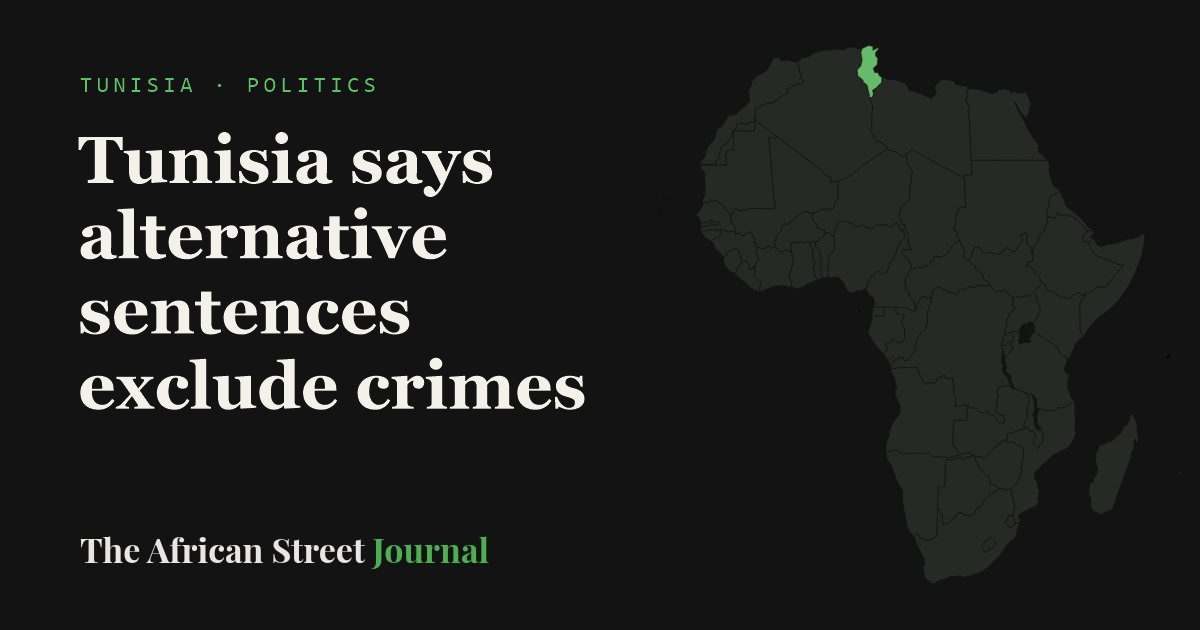 TUNISIA · POLITICS
Tunisia says
alternative
sentences
exclude crimes
The African Street Journal